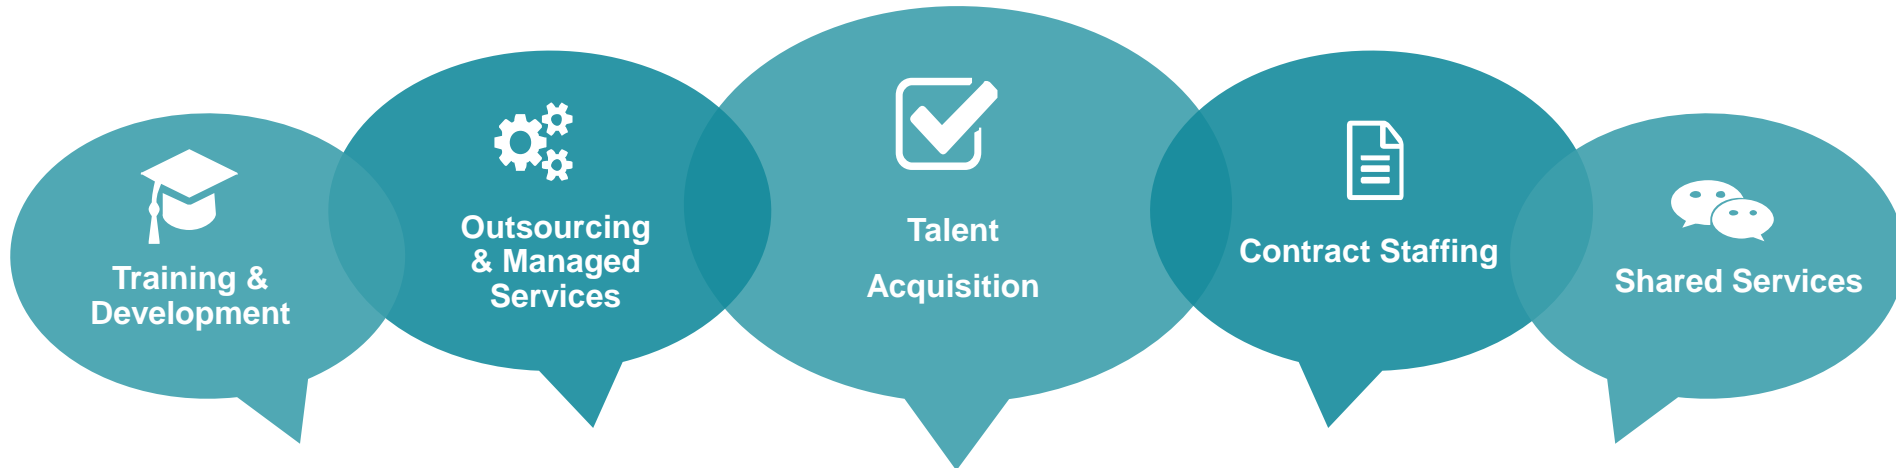 Training &
Development
Outsourcing
& Managed
Services
Talent
Acquisition
Contract Staffing
Shared Services